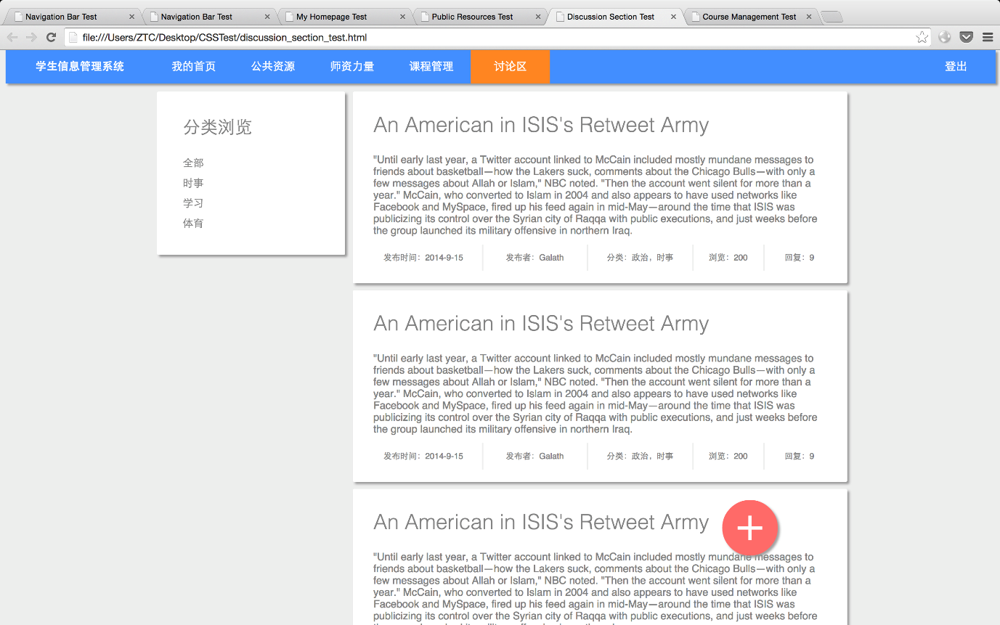 Navigation Bar Test
Navigation Bar Test
My Homepage Test
Public Resources Test
Discussion Section Test
Course Management Test
file:///Users/ZTC/Desktop/CSSTest/discussion_section_test.html
学生信息管理系统 我的首页 公共资源 师资力量 课程管理 讨论区 登出
分类浏览
全部
时事
学习
体育
An American in ISIS's Retweet Army
"Until early last year, a Twitter account linked to McCain included mostly mundane messages to
friends about basketball—how the Lakers suck, comments about the Chicago Bulls—with only a
few messages about Allah or Islam," NBC noted. "Then the account went silent for more than a
year." McCain, who converted to Islam in 2004 and also appears to have used networks like
Facebook and MySpace, fired up his feed again in mid-May—around the time that ISIS was
publicizing its control over the Syrian city of Raqqa with public executions, and just weeks before
the group launched its military offensive in northern Iraq.
发布时间：2014-9-15 发布者：Galath 分类：政治，时事 浏览：200 回复：9
An American in ISIS's Retweet Army
"Until early last year, a Twitter account linked to McCain included mostly mundane messages to
friends about basketball—how the Lakers suck, comments about the Chicago Bulls—with only a
few messages about Allah or Islam," NBC noted. "Then the account went silent for more than a
year." McCain, who converted to Islam in 2004 and also appears to have used networks like
Facebook and MySpace, fired up his feed again in mid-May—around the time that ISIS was
publicizing its control over the Syrian city of Raqqa with public executions, and just weeks before
the group launched its military offensive in northern Iraq.
发布时间：2014-9-15 发布者：Galath 分类：政治，时事 浏览：200 回复：9
An American in ISIS's Retweet Army
"Until early last year, a Twitter account linked to McCain included mostly mundane messages to
friends about basketball—how the Lakers suck, comments about the Chicago Bulls—with only a
few messages about Allah or Islam," NBC noted. "Then the account went silent for more than a
year." McCain, who converted to Islam in 2004 and also appears to have used networks like
Facebook and MySpace, fired up his feed again in mid-May—around the time that ISIS was
publicizing its control over the Syrian city of Raqqa with public executions, and just weeks before